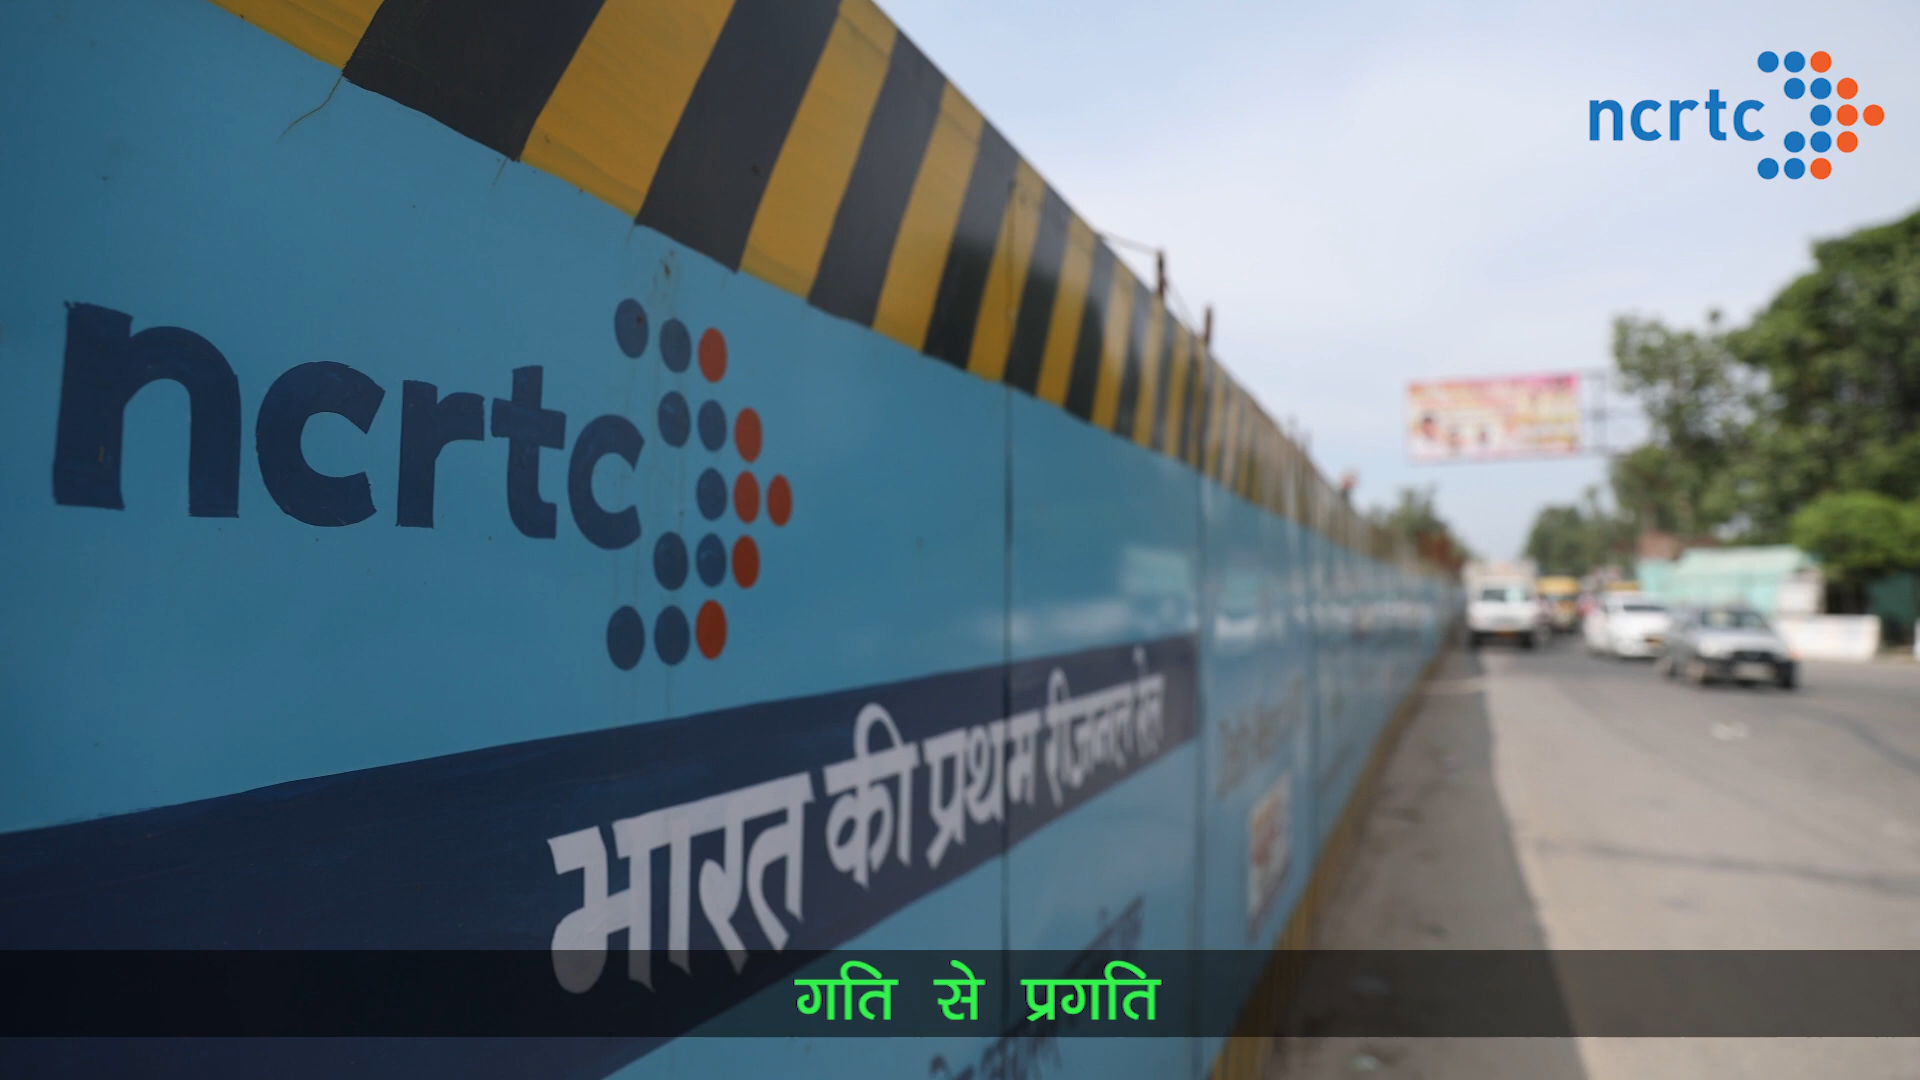 ncrtc
ncrtc
भारत की प्रथम रीजनल रेल
गति से प्रगति